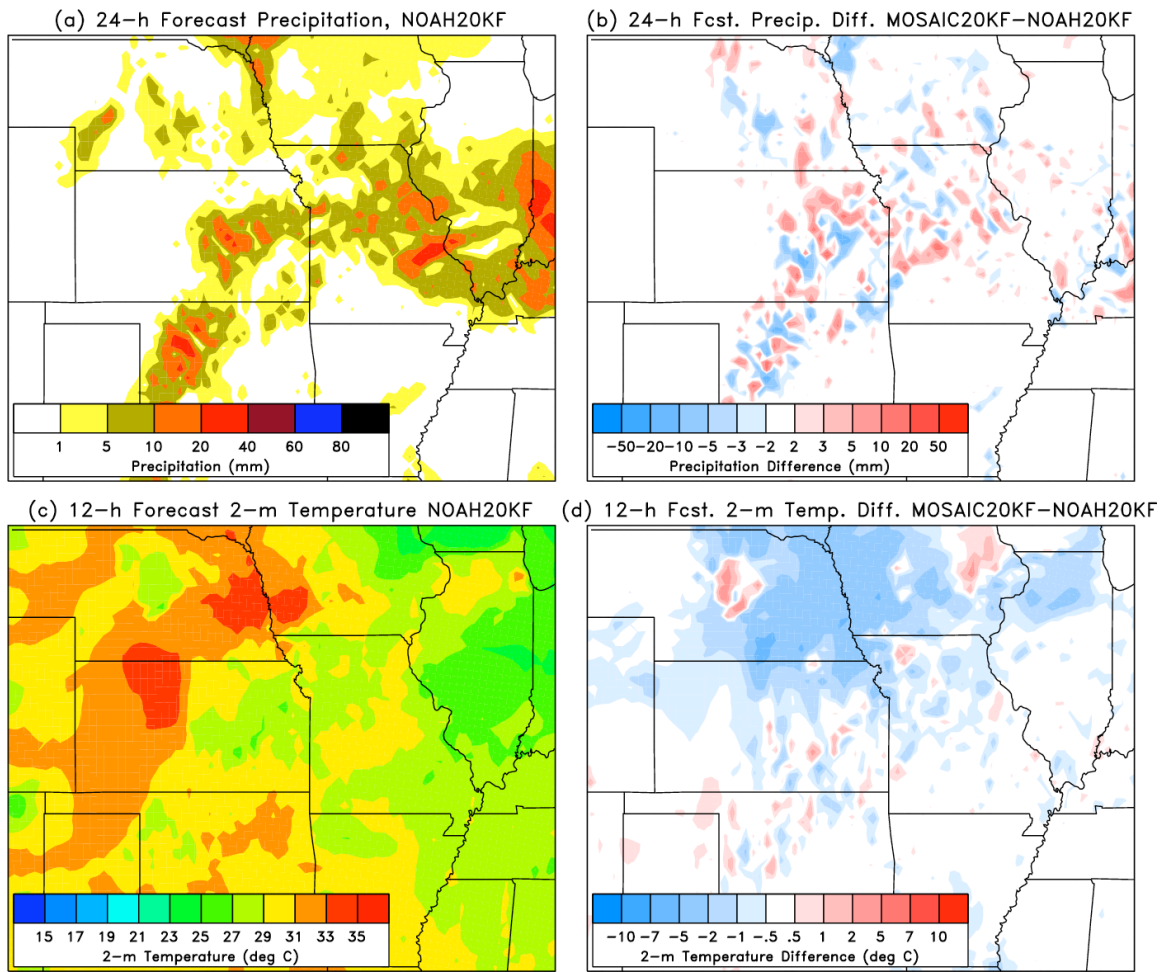 (a) 24-h Forecast Precipitation, NOAH20KF
(b) 24-h Fcst. Precip. Diff. MOSAIC20KF-NOAH20KF
1 5 10 20 40 60 80
Precipitation (mm)
-50 -20 -10 -5 -3 -2 2 3 5 10 20 50
Precipitation Difference (mm)
(c) 12-h Forecast 2-m Temperature NOAH20KF
(d) 12-h Fcst. 2-m Temp. Diff. MOSAIC20KF-NOAH20KF
15 17 19 21 23 25 27 29 31 33 35
2-m Temperature (deg C)
-10 -7 -5 -2 -1 -.5 .5 1 2 7 10
2-m Temperature Difference (deg C)